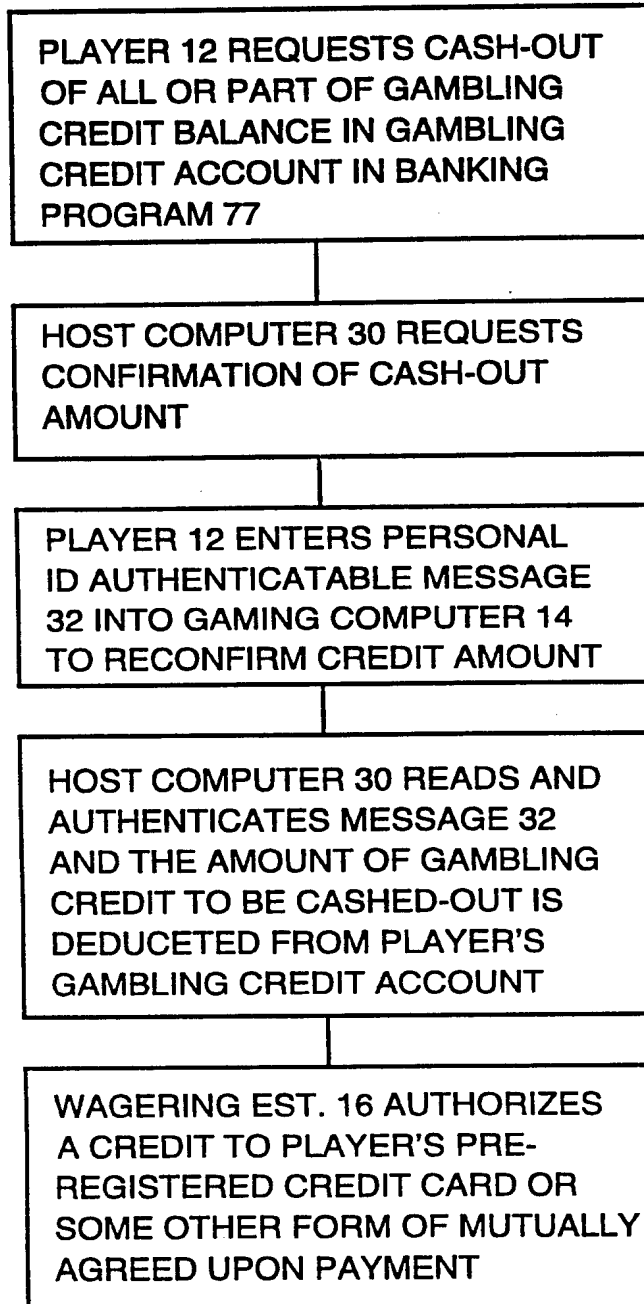 PLAYER 12 REQUESTS CASH-OUT
OF ALL OR PART OF GAMBLING
CREDIT BALANCE IN GAMBLING
CREDIT ACCOUNT IN BANKING
PROGRAM 77
HOST COMPUTER 30 REQUESTS
CONFIRMATION OF CASH-OUT
AMOUNT
PLAYER 12 ENTERS PERSONAL
ID AUTHENTICATABLE MESSAGE
32 INTO GAMING COMPUTER 14
TO RECONFIRM CREDIT AMOUNT
HOST COMPUTER 30 READS AND
AUTHENTICATES MESSAGE 32
AND THE AMOUNT OF GAMBLING
CREDIT TO BE CASHED-OUT IS
DEDUCETED FROM PLAYER'S
GAMBLING CREDIT ACCOUNT
WAGERING EST. 16 AUTHORIZES
A CREDIT TO PLAYER'S PRE-
REGISTERED CREDIT CARD OR
SOME OTHER FORM OF MUTUALLY
AGREED UPON PAYMENT